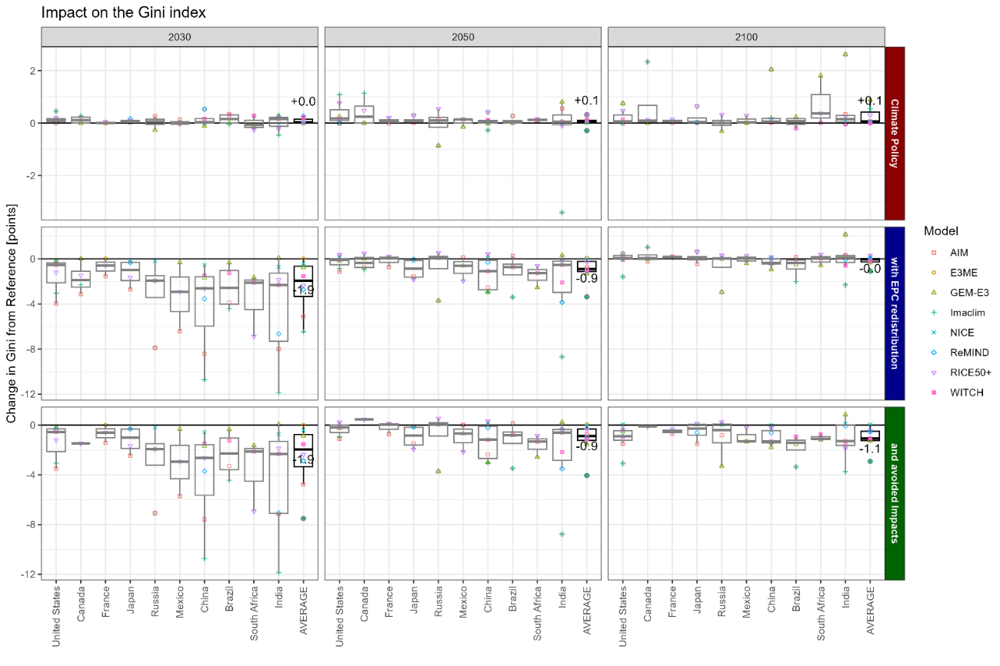 Impact on the Gini index
2030
2050
2100
Change in Gini from Reference [points]
2
0
-2
+0.0
+0.1
+0.1
Climate Policy
0
-4
-8
-12
-1.9
-0.9
-0.0
with EPC redistribution
0
-4
-8
-12
-1.9
-0.9
-1.1
and avoided Impacts
United States
Canada
France
Japan
Russia
Mexico
China
Brazil
South Africa
India
AVERAGE
United States
Canada
France
Japan
Russia
Mexico
China
Brazil
South Africa
India
AVERAGE
United States
Canada
France
Japan
Russia
Mexico
China
Brazil
South Africa
India
AVERAGE
Model
AIM
E3ME
GEM-E3
Imaclim
NICE
ReMIND
RICE50+
WITCH